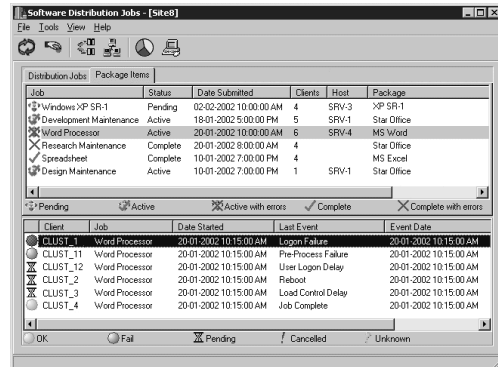 Software Distribution Jobs - [Site8]
File Tools View Help
Distribution Jobs Package Items
Job Status Date Submitted Clients Host Package
Windows XP SR-1 Pending 02-02-2002 10:00:00 AM 4 SRV-3 XP SR-1
Development Maintenance Active 18-01-2002 5:00:00 PM 5 SRV-1 Star Office
Word Processor Active 20-01-2002 10:00:00 AM 6 SRV-4 MS Word
Research Maintenance Complete 20-01-2002 8:00:00 AM 4 Star Office
Spreadsheet Complete 10-01-2002 7:00:00 PM 4 MS Excel
Design Maintenance Active 10-01-2002 7:00:00 PM 1 SRV-1 Star Office
Pending Active Active with errors Complete Complete with errors
Client Job Date Started Last Event Event Date
CLUST_1 Word Processor 20-01-2002 10:15:00 AM Logon Failure 20-01-2002 10:15:00 AM
CLUST_11 Word Processor 20-01-2002 10:15:00 AM Pre-Process Failure 20-01-2002 10:15:00 AM
CLUST_12 Word Processor 20-01-2002 10:15:00 AM User Logon Delay 20-01-2002 10:15:00 AM
CLUST_2 Word Processor 20-01-2002 10:15:00 AM Reboot 20-01-2002 10:15:00 AM
CLUST_3 Word Processor 20-01-2002 10:15:00 AM Load Control Delay 20-01-2002 10:15:00 AM
CLUST_4 Word Processor 20-01-2002 10:15:00 AM Job Complete 20-01-2002 10:15:00 AM
OK Fail Pending Cancelled Unknown